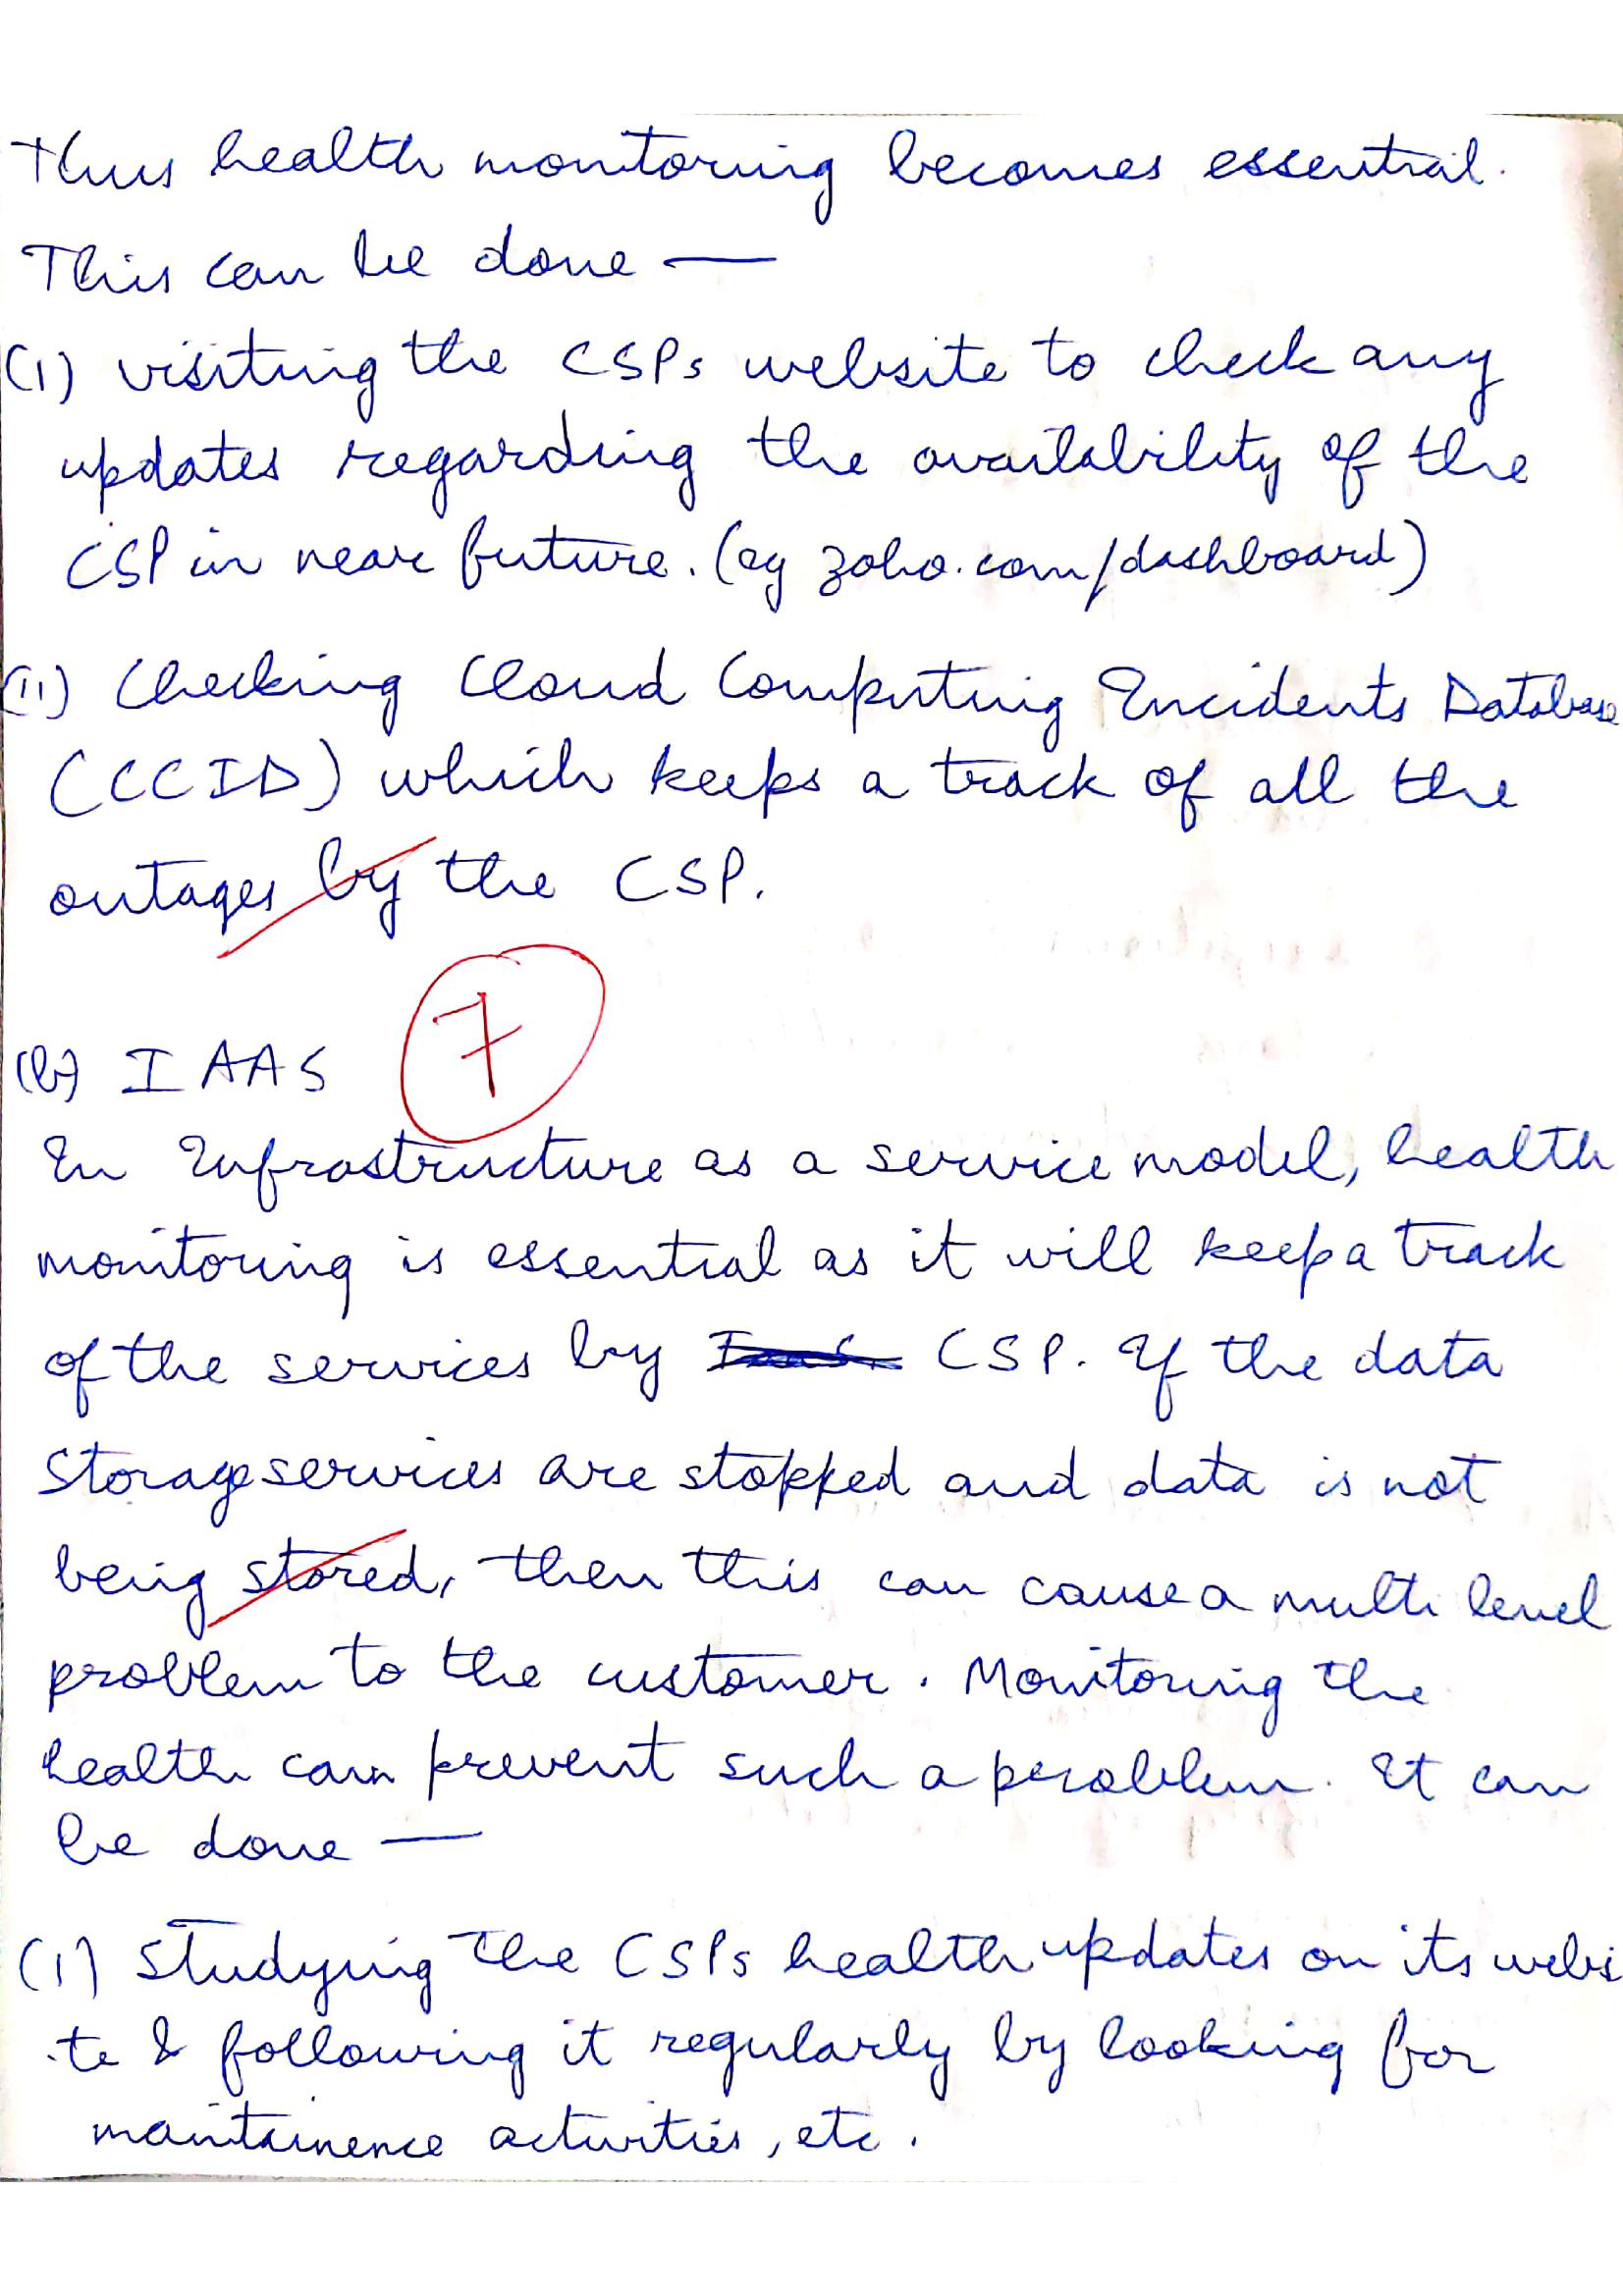 Thus health monitoring becomes essential.
This can be done —
(i) visiting the CSPs website to check any
updates regarding the availability of the
CSP in near future. (eg zoho.com/dashboard)
(ii) Checking Cloud Computing Incidents Database
(CCID) which keeps a track of all the
outages by the CSP.
7
(b) IAAS
In Infrastructure as a service model, health
monitoring is essential as it will keep a track
of the services by CSP. If the data
storage services are stopped and data is not
being stored, then this can cause a multi level
problem to the customer. Monitoring the
health can prevent such a problem. It can
be done —
(i) Studying the CSPs health updates on its websi
te & following it regularly by looking for
maintainence activities, etc.